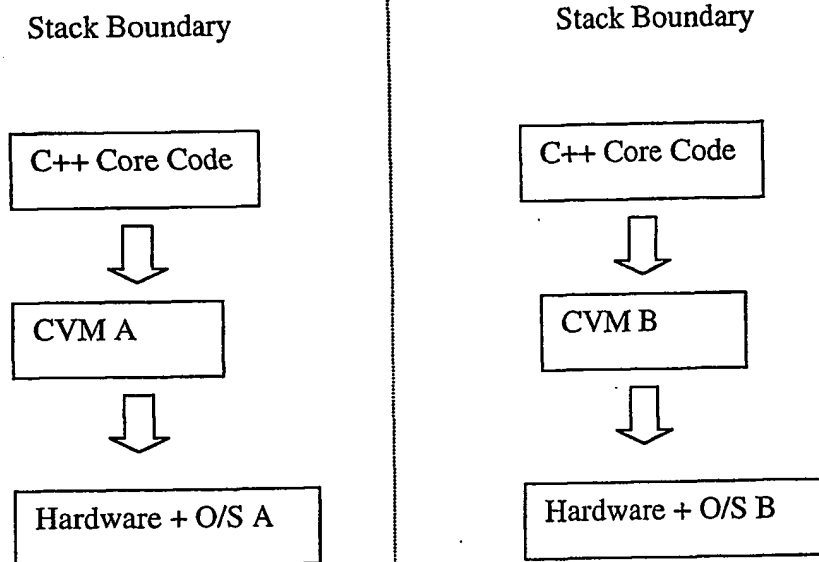 Stack Boundary
C++ Core Code
CVM A
Hardware + O/S A
Stack Boundary
C++ Core Code
CVM B
Hardware + O/S B